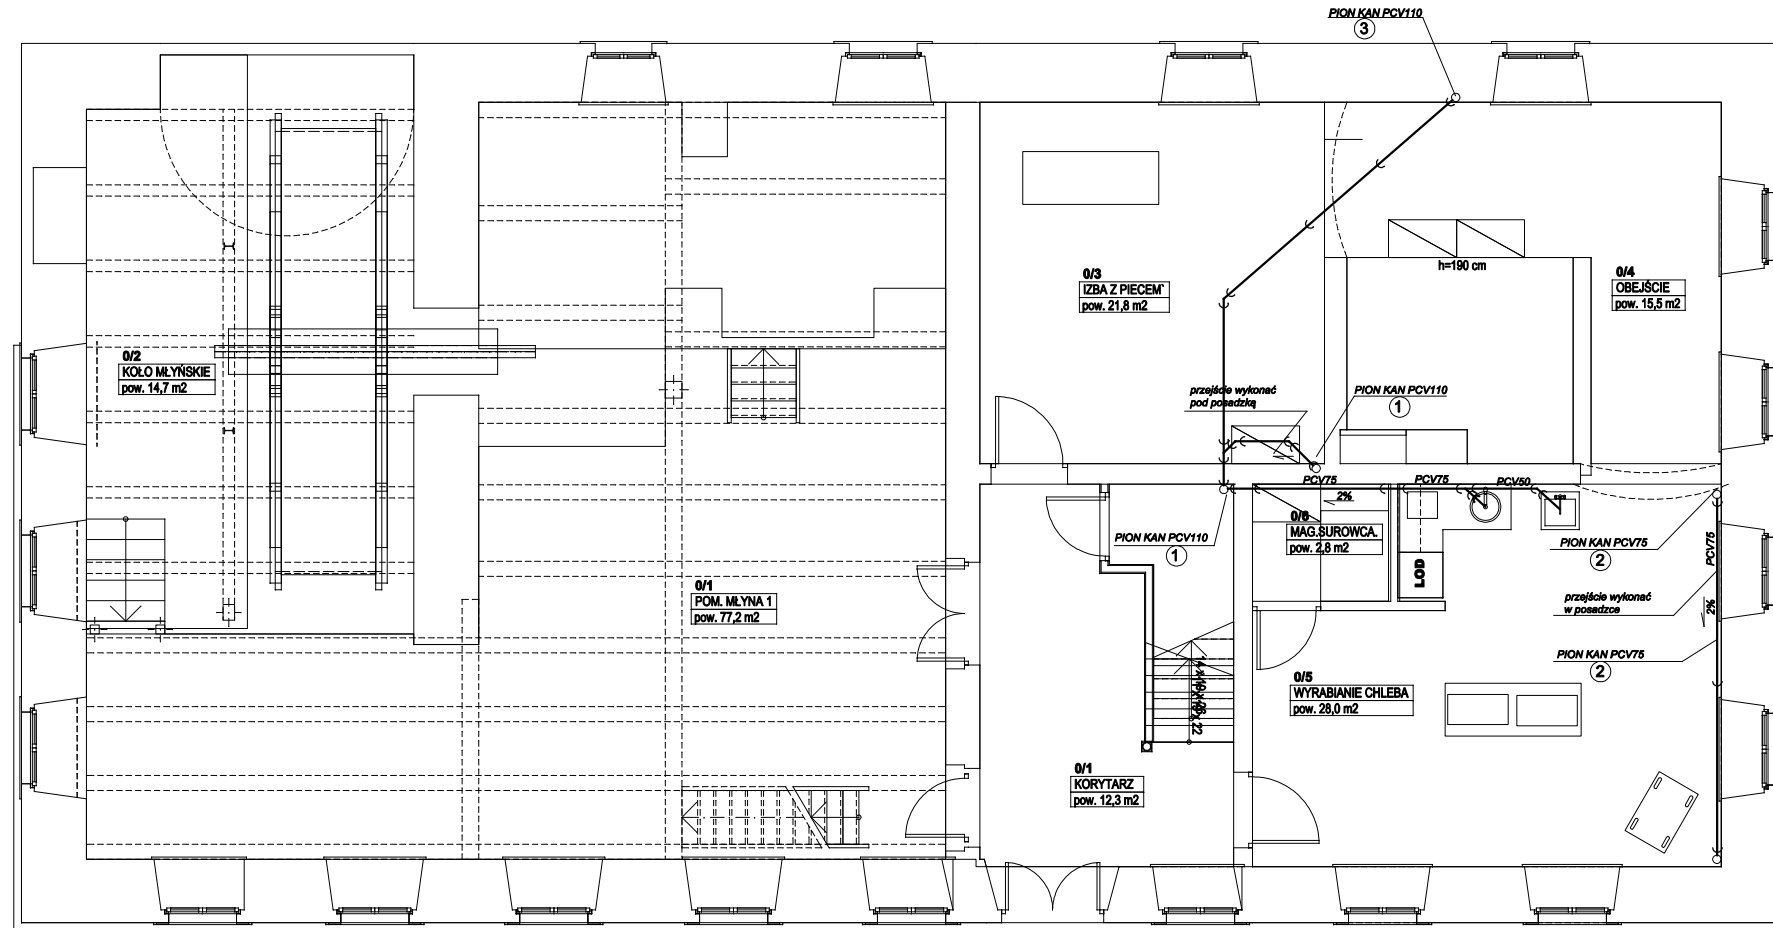 PION KAN PCV110
3
0/3
IZBA Z PIECEM`
pow. 21,8 m2
h=190 cm
0/4
OBEJŚCIE
pow. 15,5 m2
0/2
KOŁO MŁYŃSKIE
pow. 14,7 m2
przejście wykonać
pod posadzką
PION KAN PCV110
1
PCV75
PCV75
PCV50
2%
0/6
MAG.SUROWCA.
pow. 2,8 m2
PION KAN PCV110
1
LOD
PION KAN PCV75
2
PCV75
przejście wykonać
w posadzce
2%
0/1
POM. MŁYNA 1
pow. 77,2 m2
PION KAN PCV75
2
0/5
WYRABIANIE CHLEBA
pow. 28,0 m2
0/1
KORYTARZ
pow. 12,3 m2